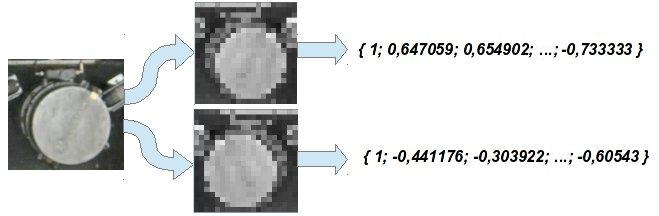 { 1; 0,647059; 0,654902; ...; -0,733333 }
{ 1; -0,441176; -0,303922; ...; -0,60543 }